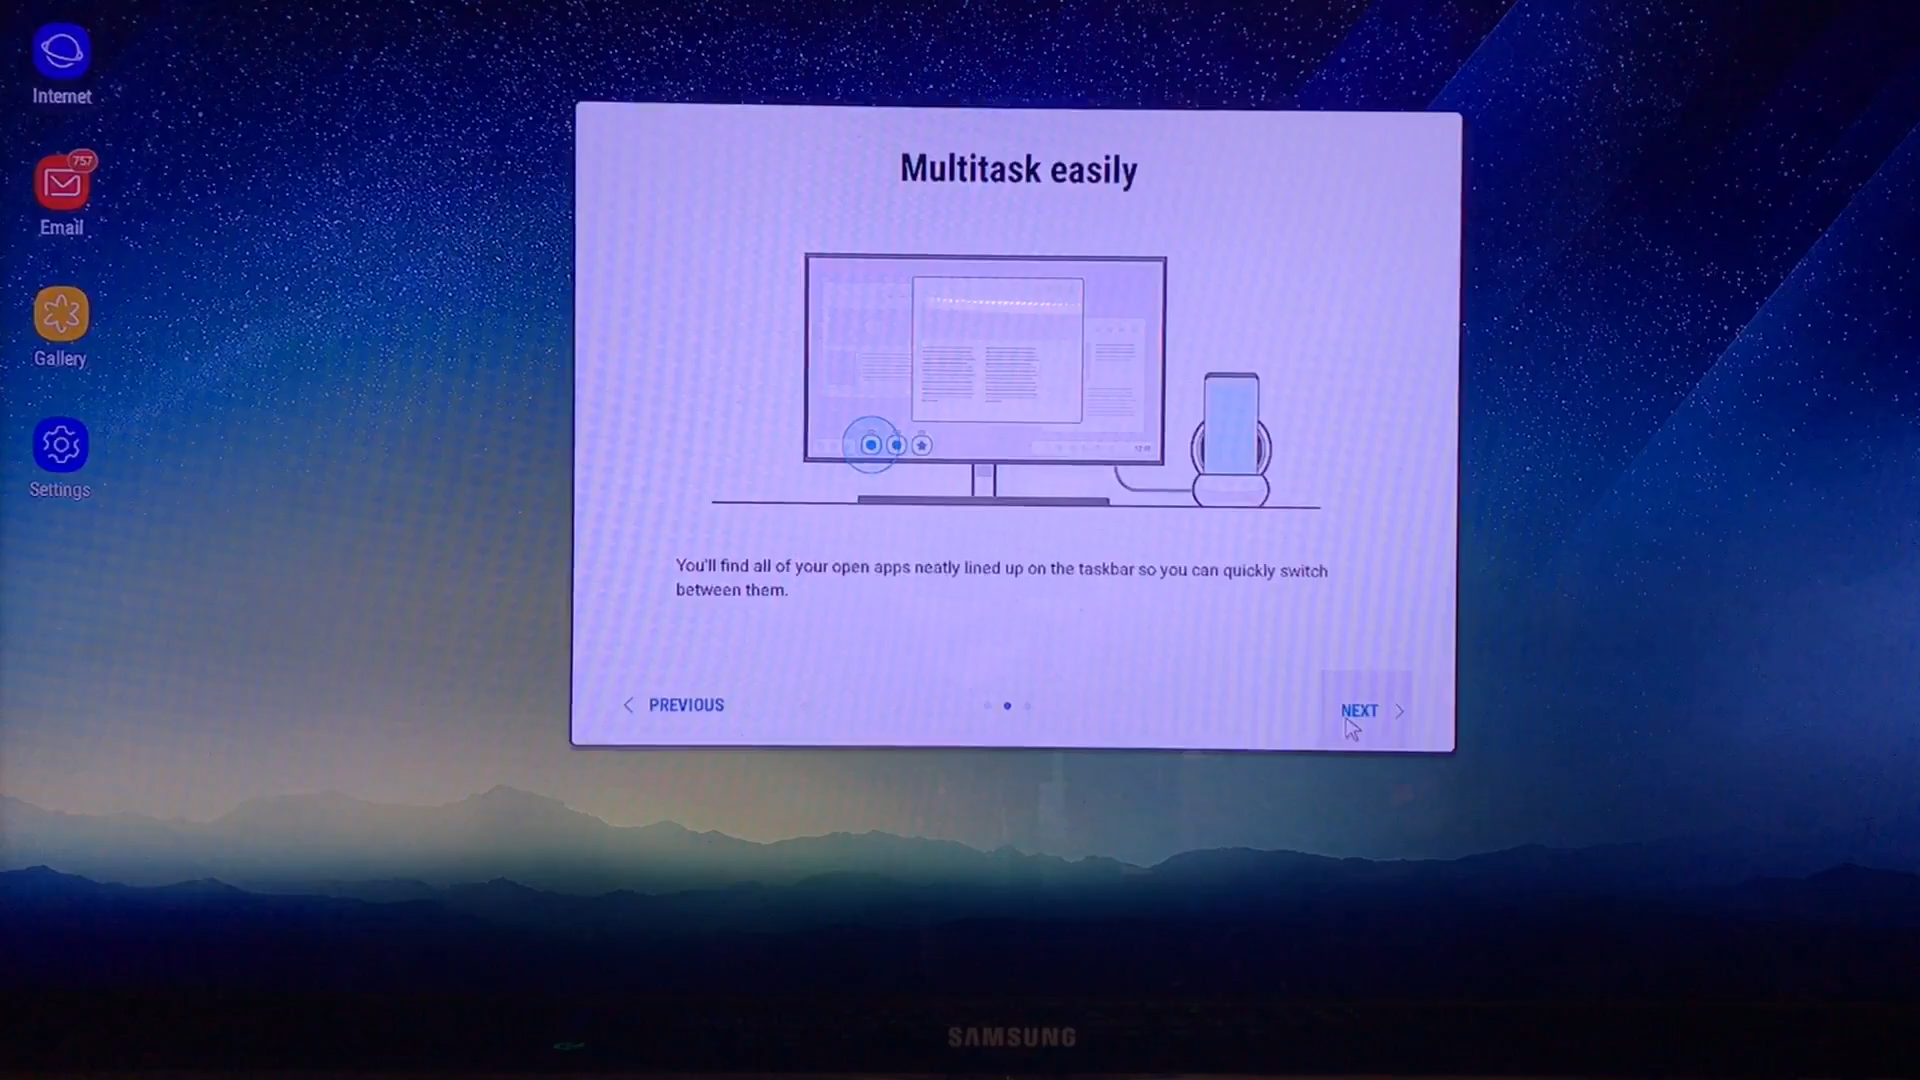 Internet
757
Email
Gallery
Settings
Multitask easily
You'll find all of your open apps neatly lined up on the taskbar so you can quickly switch
between them.
PREVIOUS
NEXT
SAMSUNG